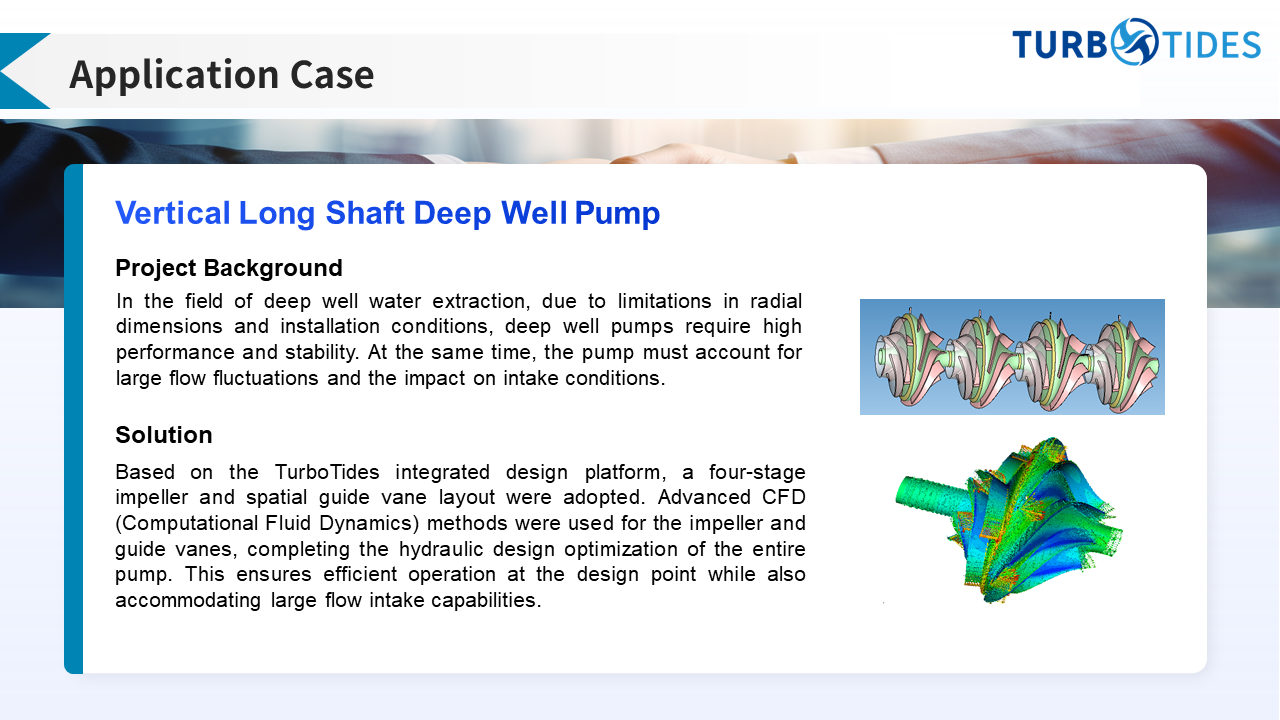 TURBOTIDES
Application Case
Vertical Long Shaft Deep Well Pump
Project Background
In the field of deep well water extraction, due to limitations in radial
dimensions and installation conditions, deep well pumps require high
performance and stability. At the same time, the pump must account for
large flow fluctuations and the impact on intake conditions.
Solution
Based on the TurboTides integrated design platform, a four-stage
impeller and spatial guide vane layout were adopted. Advanced CFD
(Computational Fluid Dynamics) methods were used for the impeller and
guide vanes, completing the hydraulic design optimization of the entire
pump. This ensures efficient operation at the design point while also
accommodating large flow intake capabilities.